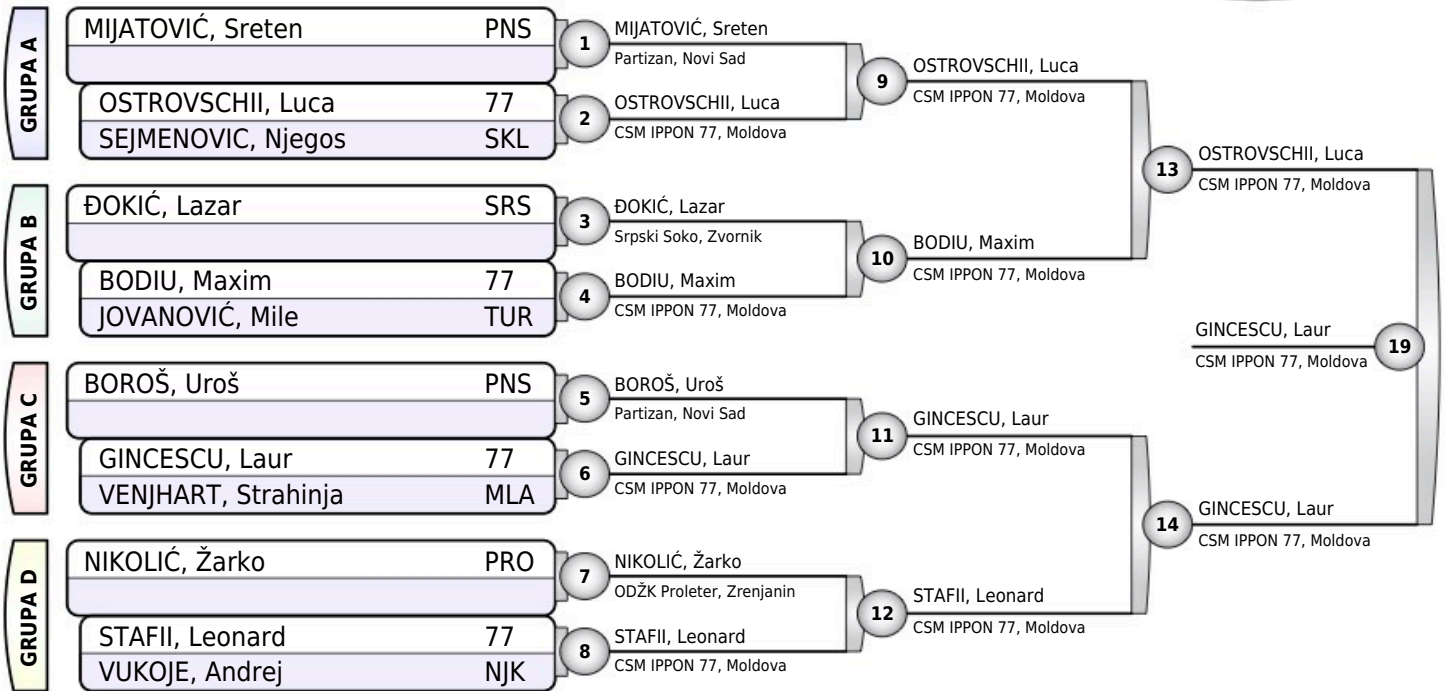 GRUPA A
MIJATOVIĆ, Sreten PNS
OSTROVSCHII, Luca 77
SEJMENOVIC, Njegos SKL
GRUPA B
ĐOKIĆ, Lazar SRS
BODIU, Maxim 77
JOVANOVIĆ, Mile TUR
GRUPA C
BOROŠ, Uroš PNS
GINCESCU, Laur 77
VENJHART, Strahinja MLA
GRUPA D
NIKOLIĆ, Žarko PRO
STAFII, Leonard 77
VUKOJE, Andrej NJK
1
MIJATOVIĆ, Sreten
Partizan, Novi Sad
2
OSTROVSCHII, Luca
CSM IPPON 77, Moldova
3
ĐOKIĆ, Lazar
Srpski Soko, Zvornik
4
BODIU, Maxim
CSM IPPON 77, Moldova
5
BOROŠ, Uroš
Partizan, Novi Sad
6
GINCESCU, Laur
CSM IPPON 77, Moldova
7
NIKOLIĆ, Žarko
ODŽK Proleter, Zrenjanin
8
STAFII, Leonard
CSM IPPON 77, Moldova
9
OSTROVSCHII, Luca
CSM IPPON 77, Moldova
10
BODIU, Maxim
CSM IPPON 77, Moldova
11
GINCESCU, Laur
CSM IPPON 77, Moldova
12
STAFII, Leonard
CSM IPPON 77, Moldova
13
OSTROVSCHII, Luca
CSM IPPON 77, Moldova
14
GINCESCU, Laur
CSM IPPON 77, Moldova
GINCESCU, Laur
CSM IPPON 77, Moldova
19